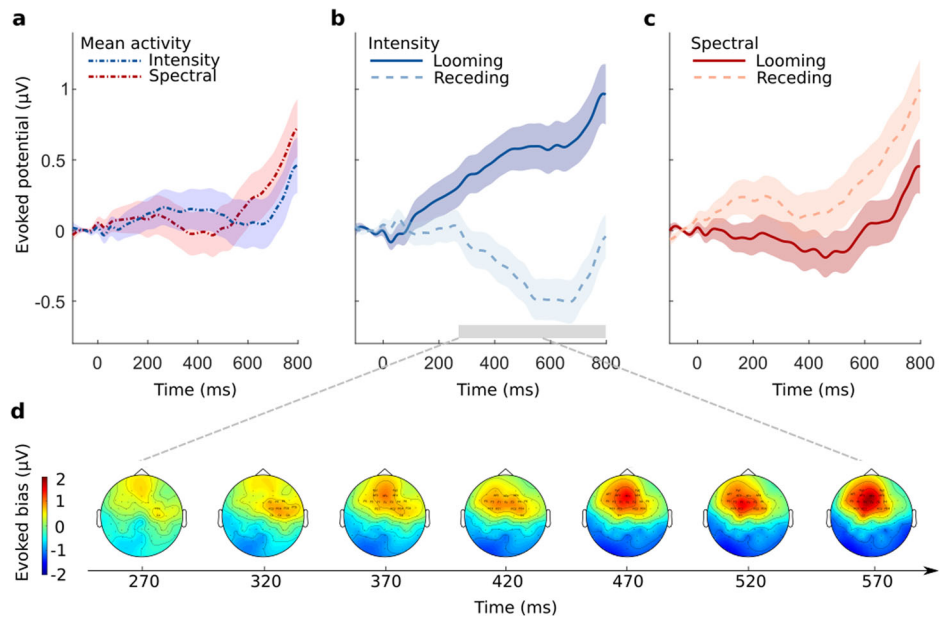 a
Mean activity
Intensity
Spectral
Evoked potential (µV)
1
0.5
0
-0.5
0 200 400 600 800
Time (ms)
b
Intensity
Looming
Receding
0 200 400 600 800
Time (ms)
c
Spectral
Looming
Receding
0 200 400 600 800
Time (ms)
d
Evoked bias (µV)
2
1
0
-1
-2
270 320 370 420 470 520 570
Time (ms)